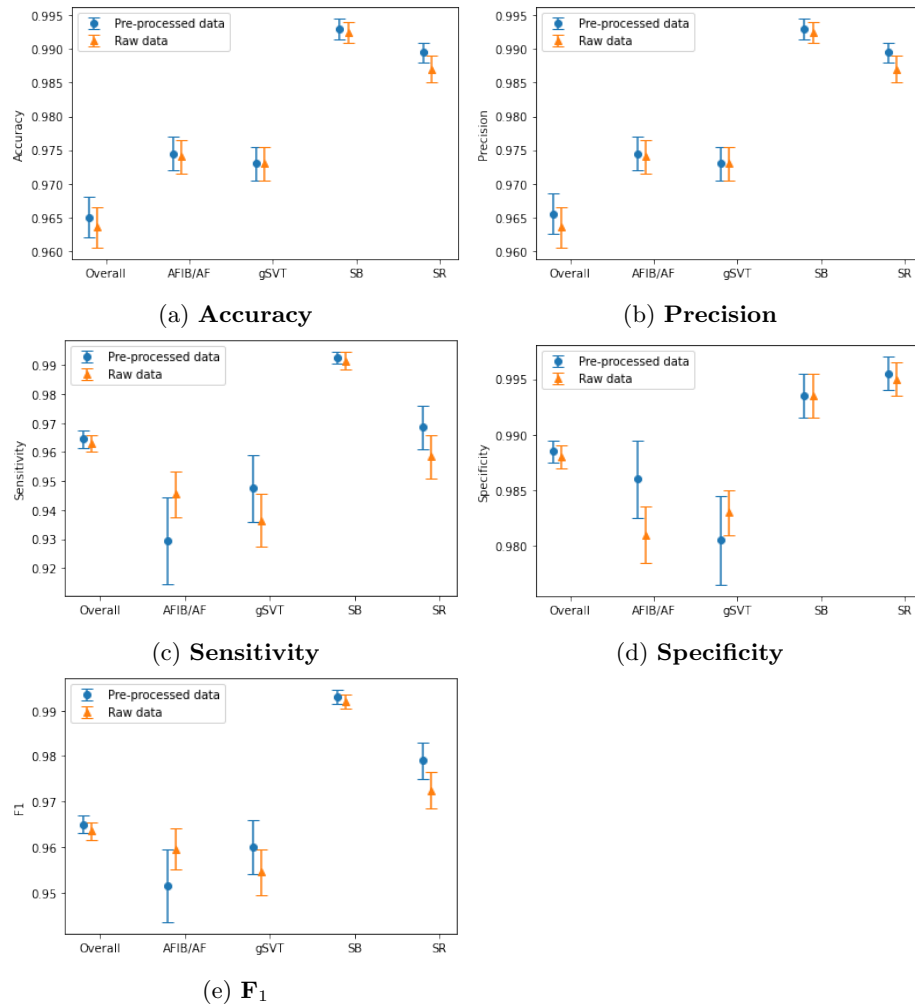 0.995
0.990
0.985
0.980
0.975
0.970
0.965
0.960
Accuracy
Pre-processed data
Raw data
Overall AFIB/AF gSVT SB SR
(a) Accuracy
0.995
0.990
0.985
0.980
0.975
0.970
0.965
0.960
Precision
Pre-processed data
Raw data
Overall AFIB/AF gSVT SB SR
(b) Precision
0.99
0.98
0.97
0.96
0.95
0.94
0.93
0.92
Sensitivity
Pre-processed data
Raw data
Overall AFIB/AF gSVT SB SR
(c) Sensitivity
0.995
0.990
0.985
0.980
Specificity
Pre-processed data
Raw data
Overall AFIB/AF gSVT SB SR
(d) Specificity
0.99
0.98
0.97
0.96
0.95
F1
Pre-processed data
Raw data
Overall AFIB/AF gSVT SB SR
(e) F₁